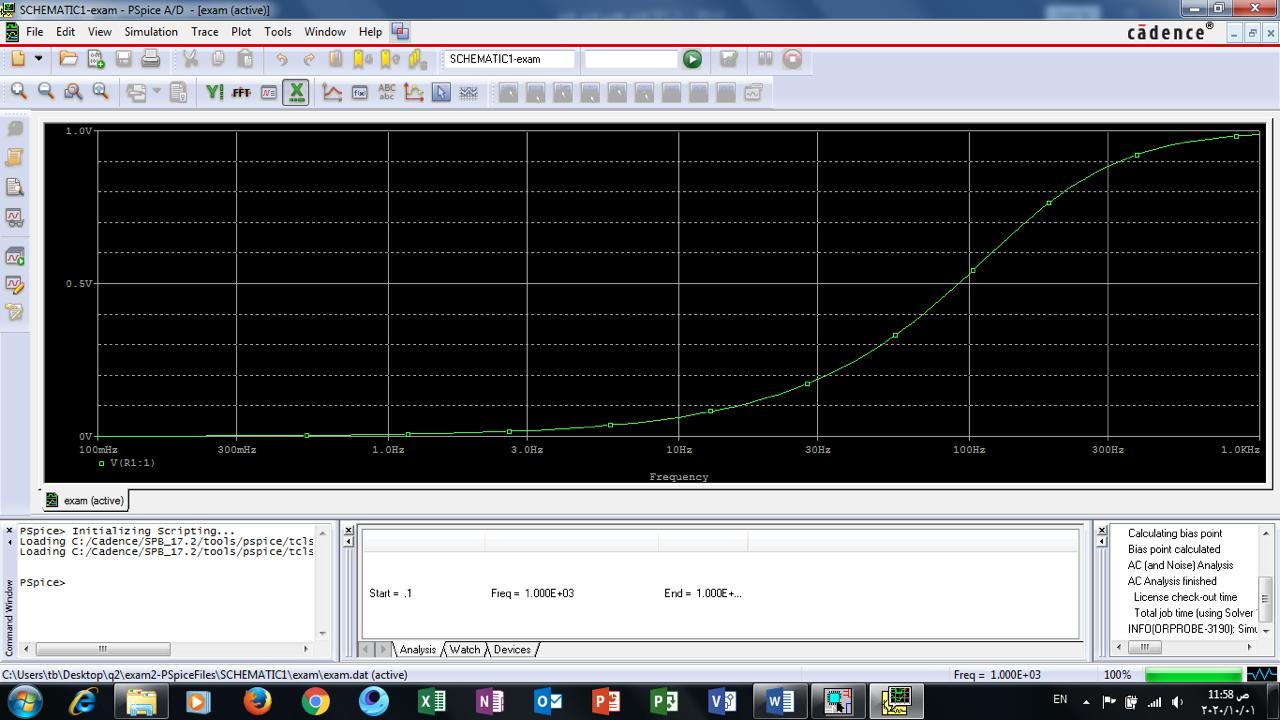 SCHEMATIC1-exam - PSpice A/D - [exam (active)]
File Edit View Simulation Trace Plot Tools Window Help
cādence®
SCHEMATIC1-exam
Y! FFT
ABC
abc
1.0V
0.5V
0V
100mHz 300mHz 1.0Hz 3.0Hz 10Hz 30Hz 100Hz 300Hz 1.0KHz
V(R1:1)
Frequency
exam (active)
Command Window
PSpice> Initializing Scripting...
Loading C:/Cadence/SPB_17.2/tools/pspice/tcls
Loading C:/Cadence/SPB_17.2/tools/pspice/tcls
PSpice>
Start = .1 Freq = 1.000E+03 End = 1.000E+...
Analysis Watch Devices
Calculating bias point
Bias point calculated
AC (and Noise) Analysis
AC Analysis finished
License check-out time
Total job time (using Solver
INFO(ORPROBE-3190): Simu
C:\Users\tb\Desktop\q2\exam2-PSpiceFiles\SCHEMATIC1\exam\exam.dat (active) Freq = 1.000E+03 100%
EN
11:58 ص
٢٠٢٠/١٠/٠١